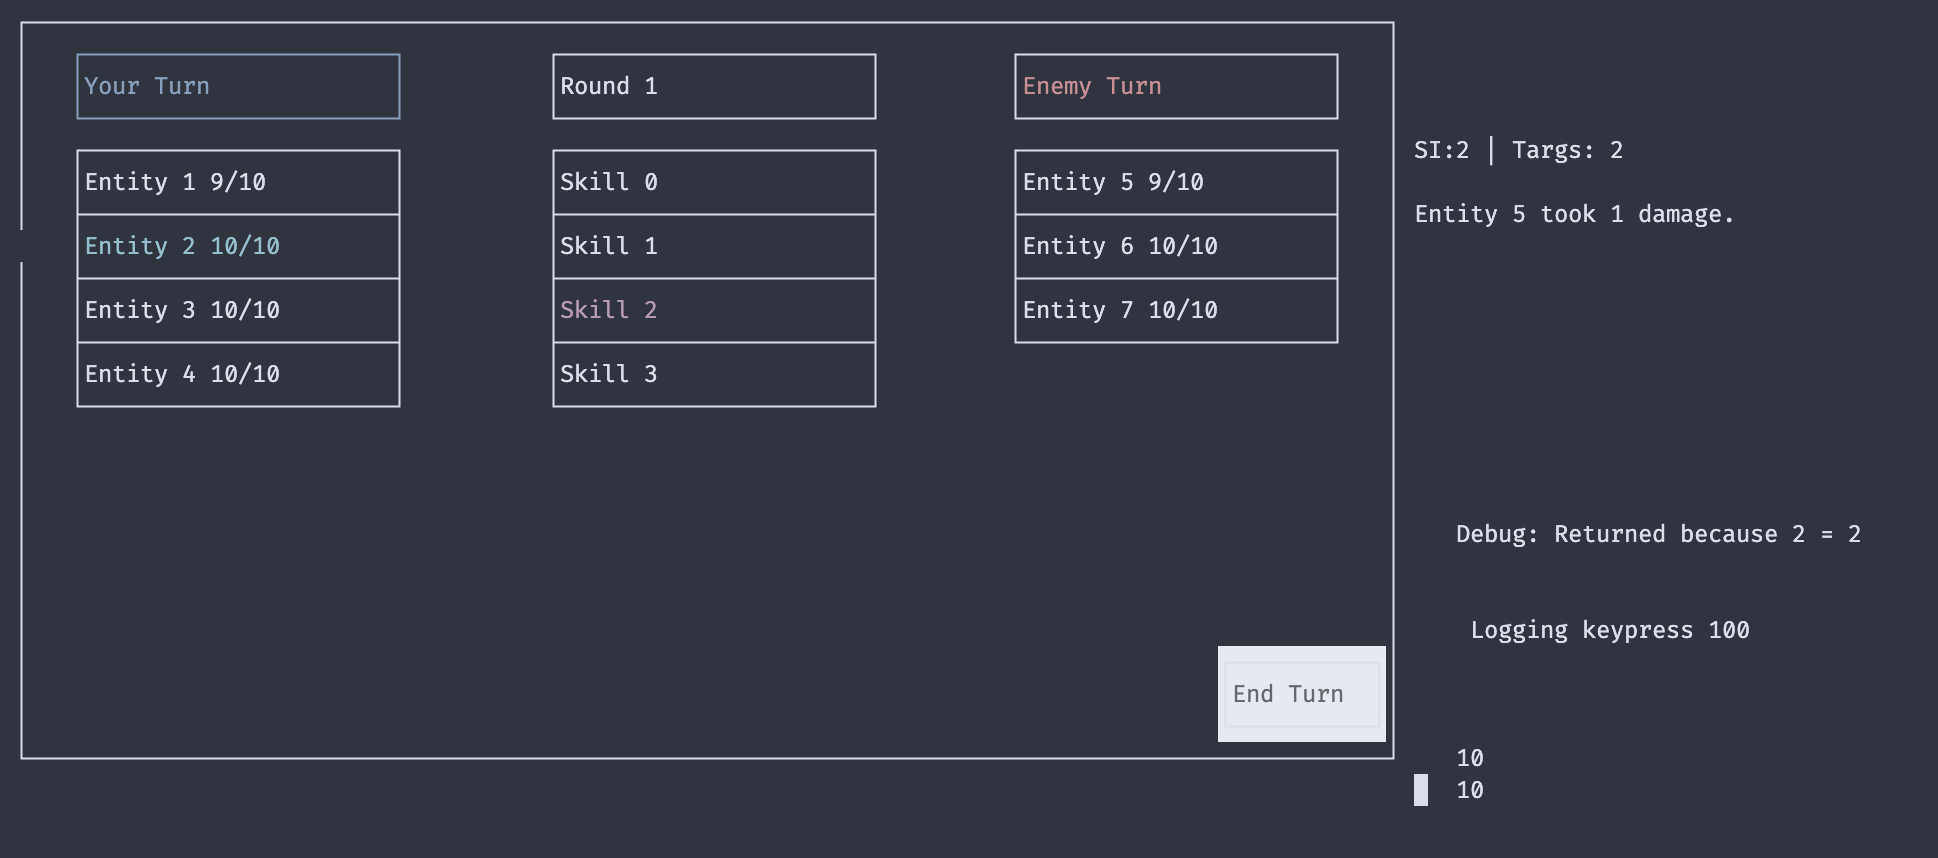 Your Turn
Round 1
Enemy Turn
Entity 1 9/10
Entity 2 10/10
Entity 3 10/10
Entity 4 10/10
Skill 0
Skill 1
Skill 2
Skill 3
Entity 5 9/10
Entity 6 10/10
Entity 7 10/10
End Turn
SI:2 | Targs: 2
Entity 5 took 1 damage.
Debug: Returned because 2 = 2
Logging keypress 100
10
10